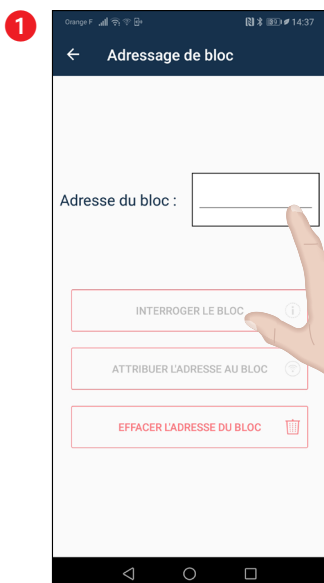 1
Orange F 14:37
Adressage de bloc
Adresse du bloc :
INTERROGER LE BLOC
ATTRIBUER L'ADRESSE AU BLOC
EFFACER L'ADRESSE DU BLOC